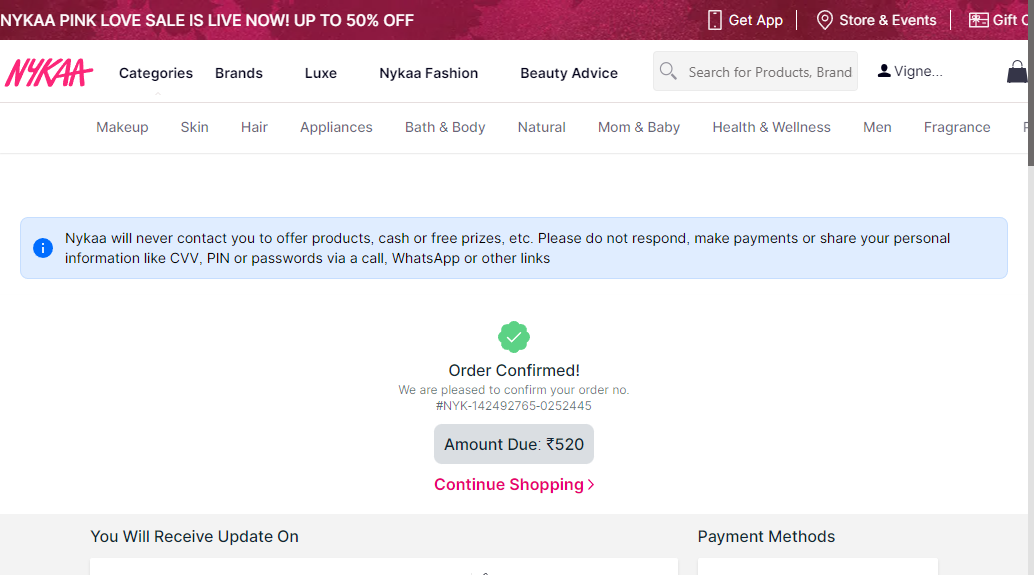 NYKAA PINK LOVE SALE IS LIVE NOW! UP TO 50% OFF
Get App
Store & Events
Gift
NYKAA
Categories
Brands
Luxe
Nykaa Fashion
Beauty Advice
Search for Products, Brand
Vigne...
Makeup
Skin
Hair
Appliances
Bath & Body
Natural
Mom & Baby
Health & Wellness
Men
Fragrance
Nykaa will never contact you to offer products, cash or free prizes, etc. Please do not respond, make payments or share your personal
information like CVV, PIN or passwords via a call, WhatsApp or other links
Order Confirmed!
We are pleased to confirm your order no.
#NYK-142492765-0252445
Amount Due: ₹520
Continue Shopping
You Will Receive Update On
Payment Methods